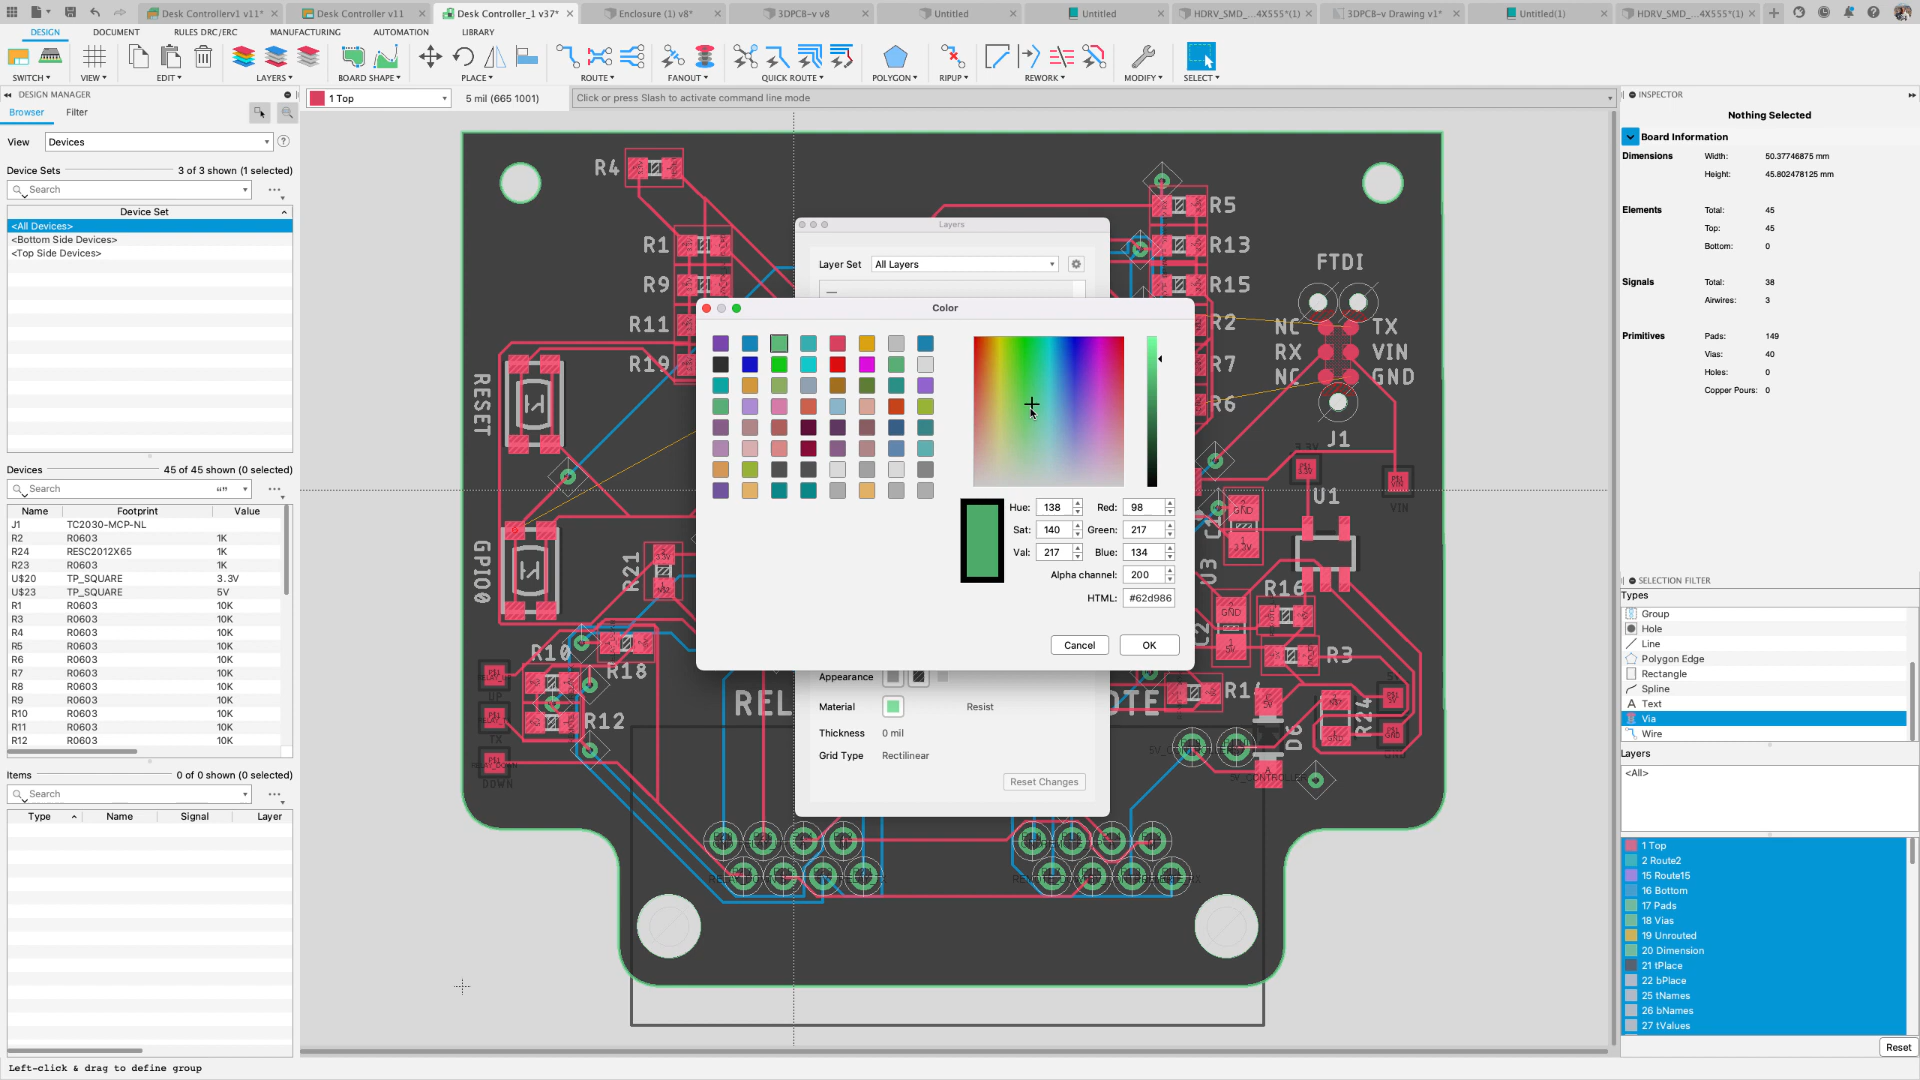 Desk Controllerv1 v11*
Desk Controller v11
Desk Controller_1 v37*
Enclosure (1) v8*
3DPCB-v v8
Untitled
Untitled
HDRV_SMD_...4X555*(1)
3DPCB-v Drawing v1*
Untitled(1)
HDRV_SMD_...4X555*(1)
DESIGN
DOCUMENT
RULES DRC/ERC
MANUFACTURING
AUTOMATION
LIBRARY
SWITCH
VIEW
EDIT
LAYERS
BOARD SHAPE
PLACE
ROUTE
FANOUT
QUICK ROUTE
POLYGON
RIPUP
REWORK
MODIFY
SELECT
DESIGN MANAGER
Browser
Filter
View
Devices
Device Sets
3 of 3 shown (1 selected)
Search
Device Set
<All Devices>
<Bottom Side Devices>
<Top Side Devices>
Devices
45 of 45 shown (0 selected)
Search
Name Footprint Value
J1 TC2030-MCP-NL
R2 R0603 1K
R24 RESC2012X65 1K
R23 R0603 1K
U$20 TP_SQUARE 3.3V
U$23 TP_SQUARE 5V
R1 R0603 10K
R3 R0603 10K
R4 R0603 10K
R5 R0603 10K
R6 R0603 10K
R7 R0603 10K
R8 R0603 10K
R9 R0603 10K
R10 R0603 10K
R11 R0603 10K
R12 R0603 10K
Items
0 of 0 shown (0 selected)
Search
Type Name Signal Layer
Left-click & drag to define group
1 Top
5 mil (665 1001)
Click or press Slash to activate command line mode
R4
R1
R9
R11
R19
RESET
GPIO0
R21
R10
R18
R12
UP
TX
DOWN
REL
R5
R13
R15
R2
R7
R6
FTDI
NC
TX
RX
VIN
NC
GND
J1
3.3V
U1
VIN
R16
R3
R24
D6
GND
5V_CONTROLLER
Layers
Layer Set
All Layers
Color
Hue: 138
Red: 98
Sat: 140
Green: 217
Val: 217
Blue: 134
Alpha channel: 200
HTML: #62d986
Cancel
OK
Appearance
Material
Resist
Thickness
0 mil
Grid Type
Rectilinear
Reset Changes
INSPECTOR
Nothing Selected
Board Information
Dimensions
Width: 50.37746875 mm
Height: 45.802478125 mm
Elements
Total: 45
Top: 45
Bottom: 0
Signals
Total: 38
Airwires: 3
Primitives
Pads: 149
Vias: 40
Holes: 0
Copper Pours: 0
SELECTION FILTER
Types
Group
Hole
Line
Polygon Edge
Rectangle
Spline
Text
Via
Wire
Layers
<All>
1 Top
2 Route2
15 Route15
16 Bottom
17 Pads
18 Vias
19 Unrouted
20 Dimension
21 tPlace
22 bPlace
25 tNames
26 bNames
27 tValues
Reset